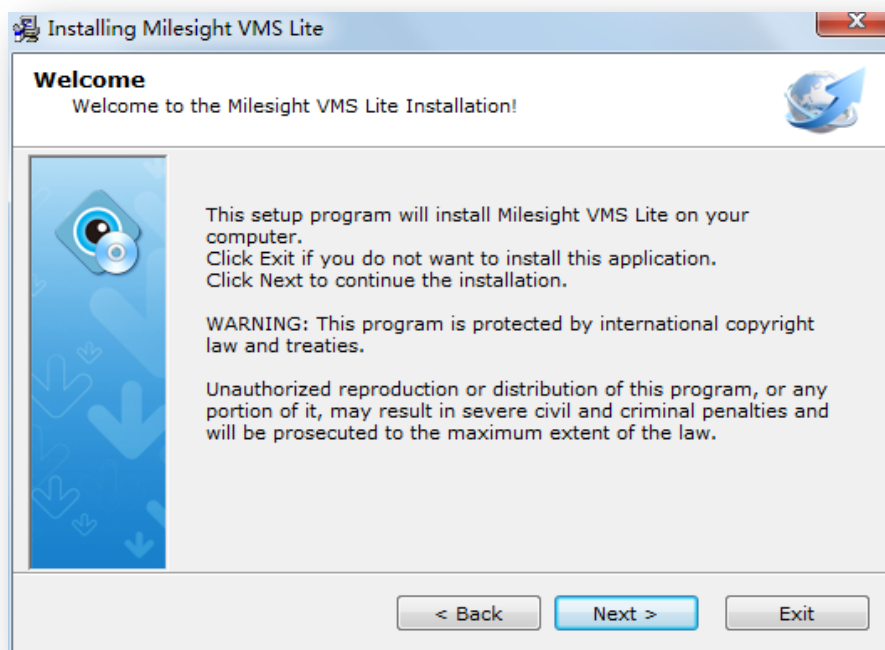 Installing Milesight VMS Lite
Welcome
Welcome to the Milesight VMS Lite Installation!
This setup program will install Milesight VMS Lite on your
computer.
Click Exit if you do not want to install this application.
Click Next to continue the installation.
WARNING: This program is protected by international copyright
law and treaties.
Unauthorized reproduction or distribution of this program, or any
portion of it, may result in severe civil and criminal penalties and
will be prosecuted to the maximum extent of the law.
< Back
Next >
Exit